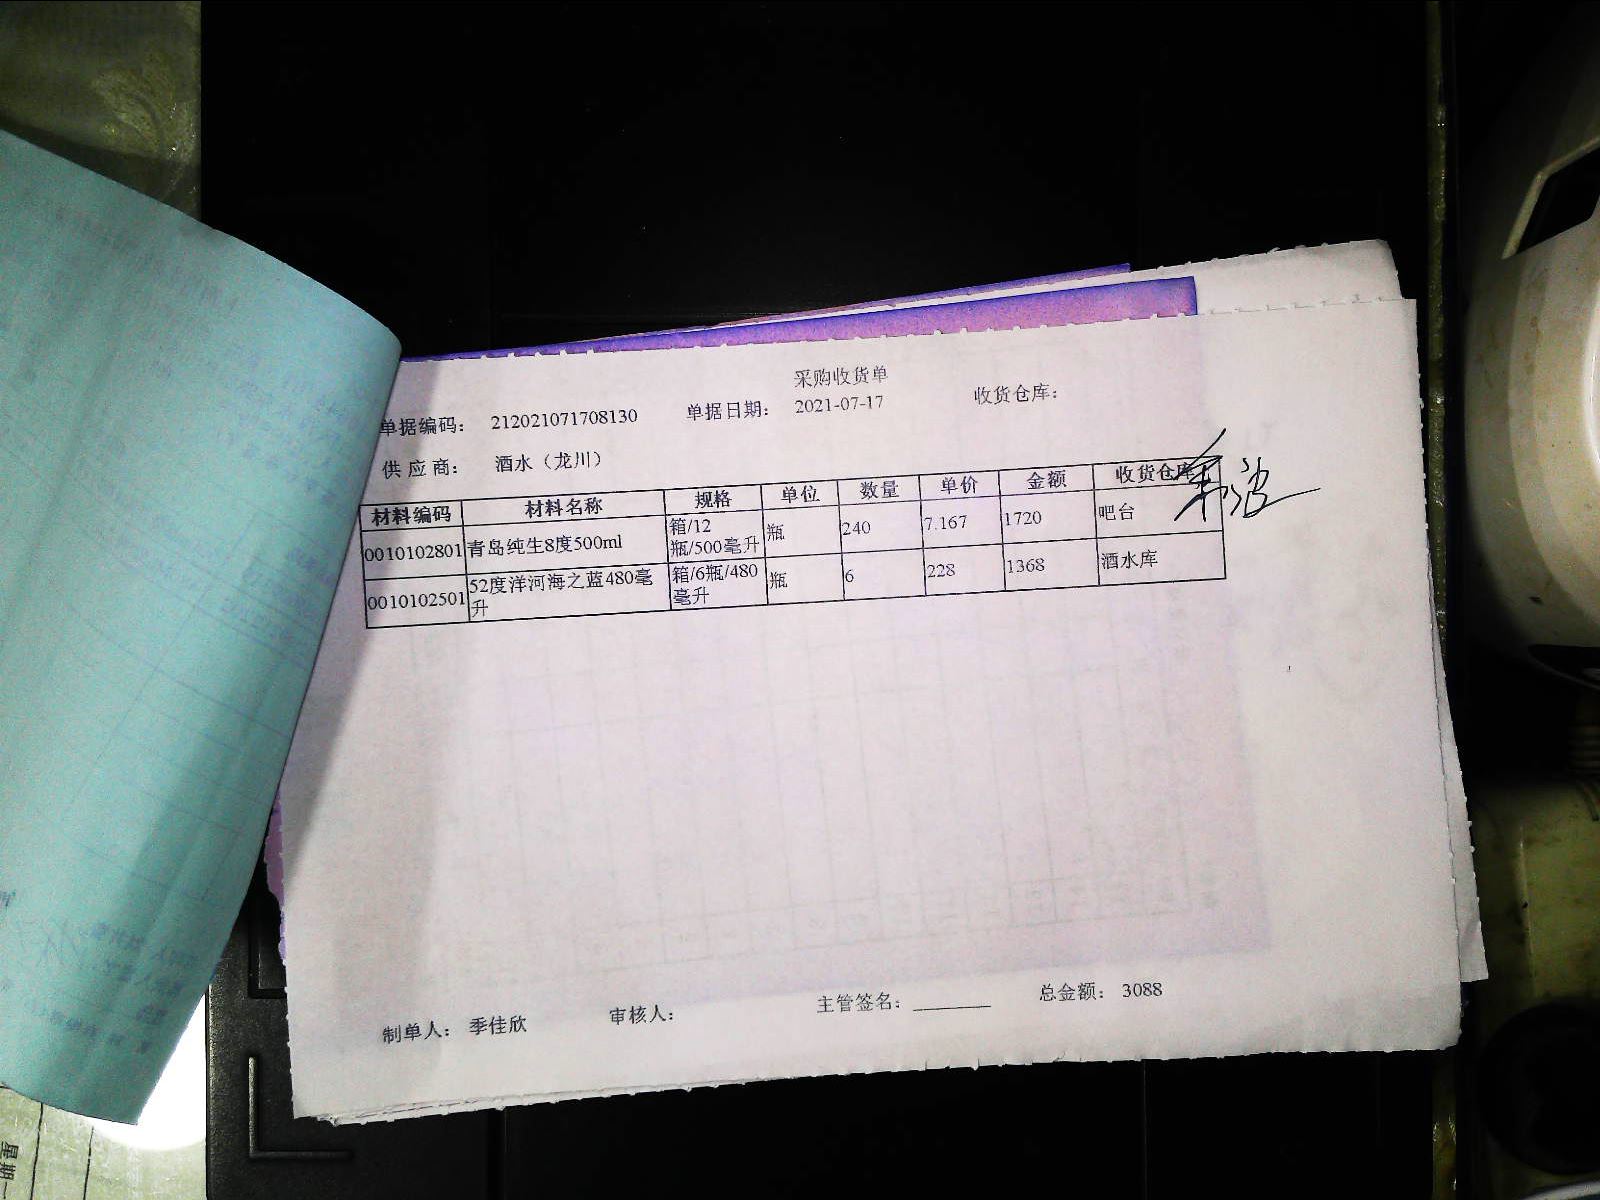 采购收货单
单据编码： 212021071708130 单据日期： 2021-07-17 收货仓库：
供 应 商： 酒水（龙川）
材料编码 材料名称 规格 单位 数量 单价 金额 收货仓库
0010102801 青岛纯生8度500ml 箱/12瓶/500毫升 瓶 240 7.167 1720 吧台
0010102501 52度洋河海之蓝480毫升 箱/6瓶/480毫升 瓶 6 228 1368 酒水库
制单人： 季佳欣 审核人： 主管签名： ________ 总金额： 3088
星期一